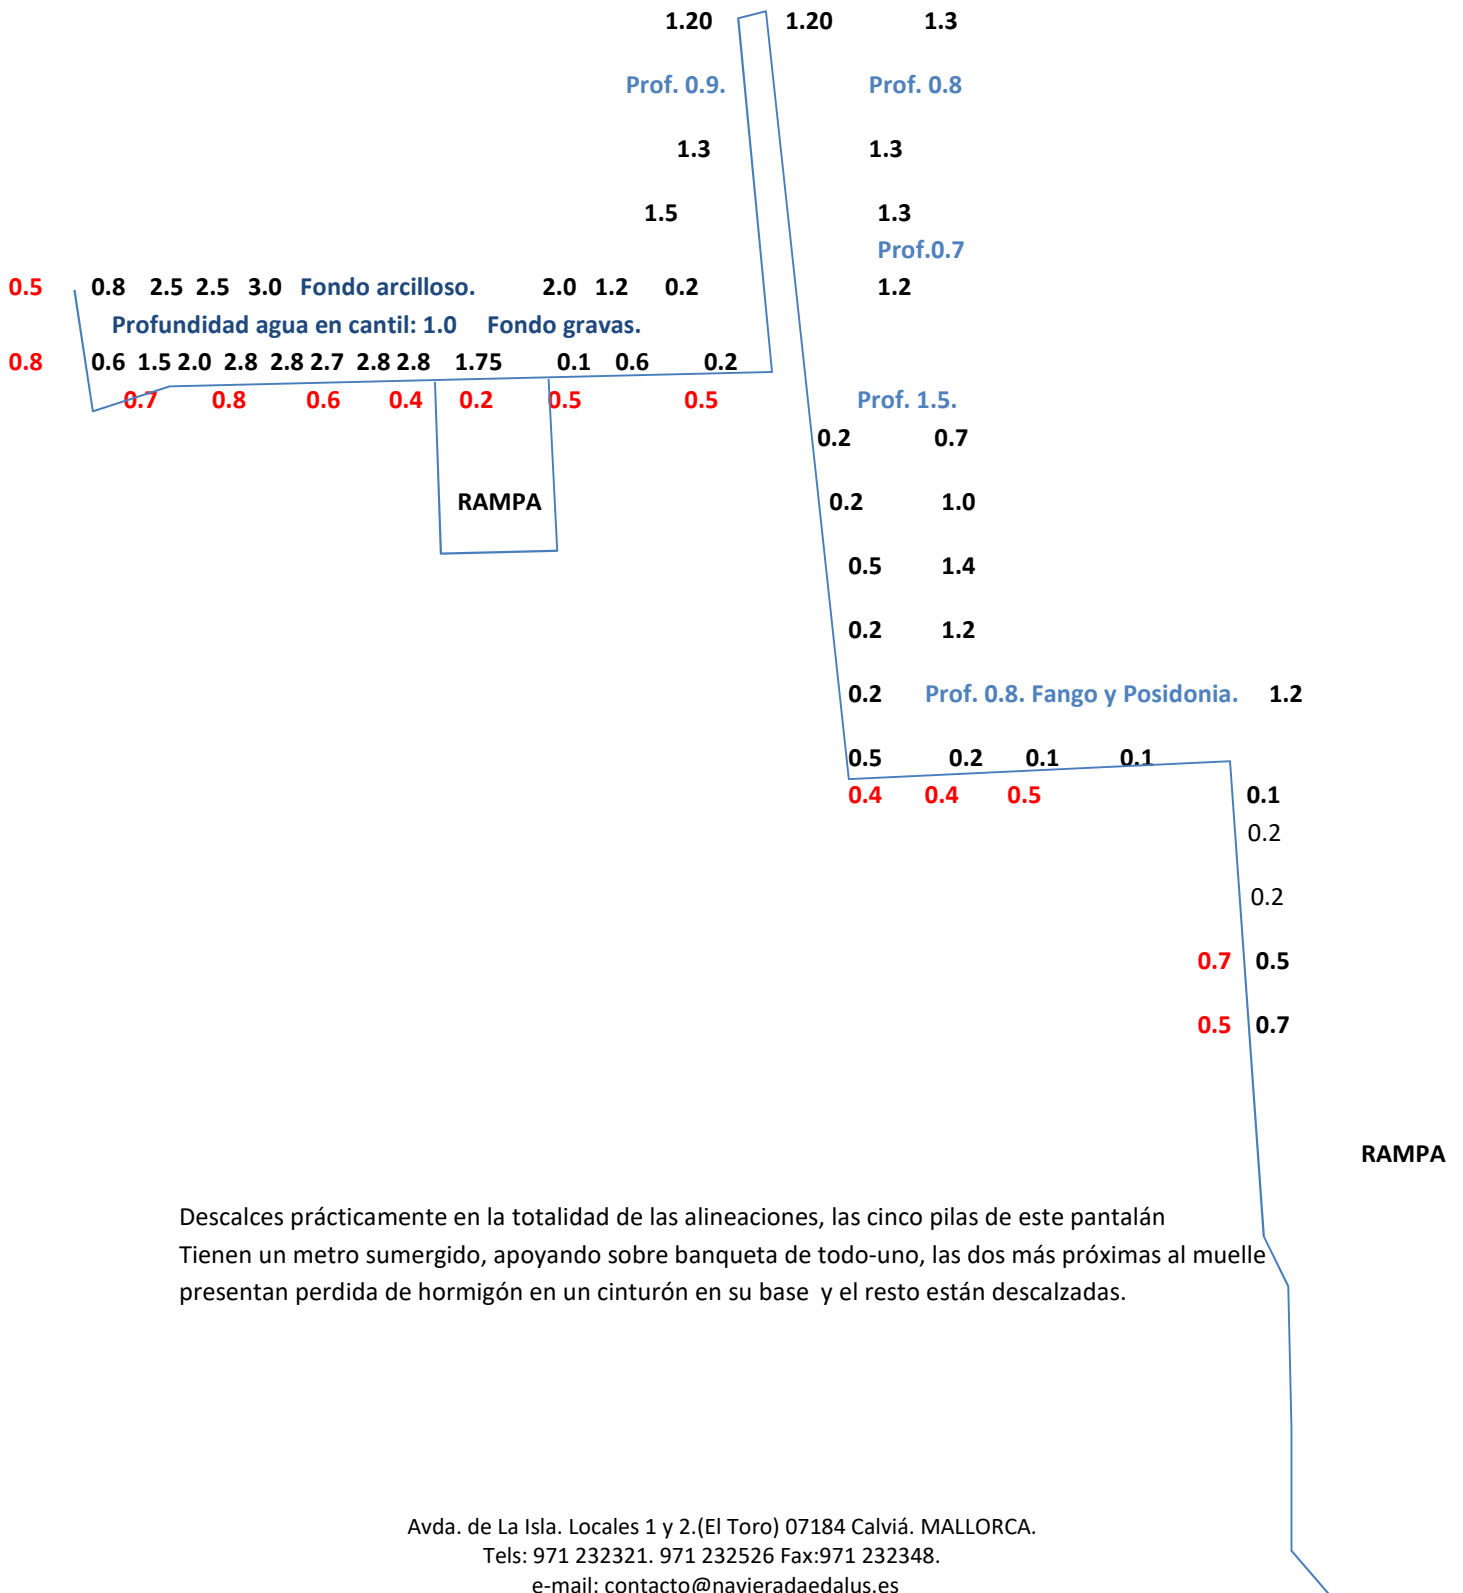 1.20 1.20 1.3
Prof. 0.9. Prof. 0.8
1.3 1.3
1.5 1.3
Prof.0.7
0.5 0.8 2.5 2.5 3.0 Fondo arcilloso. 2.0 1.2 0.2 1.2
Profundidad agua en cantil: 1.0 Fondo gravas.
0.8 0.6 1.5 2.0 2.8 2.8 2.7 2.8 2.8 1.75 0.1 0.6 0.2
0.7 0.8 0.6 0.4 0.2 0.5 0.5 Prof. 1.5.
0.2 0.7
RAMPA 0.2 1.0
0.5 1.4
0.2 1.2
0.2 Prof. 0.8. Fango y Posidonia. 1.2
0.5 0.2 0.1 0.1
0.4 0.4 0.5 0.1
0.2
0.2
0.7 0.5
0.5 0.7
RAMPA
Descalces prácticamente en la totalidad de las alineaciones, las cinco pilas de este pantalán
Tienen un metro sumergido, apoyando sobre banqueta de todo-uno, las dos más próximas al muelle
presentan perdida de hormigón en un cinturón en su base y el resto están descalzadas.
Avda. de La Isla. Locales 1 y 2.(El Toro) 07184 Calviá. MALLORCA.
Tels: 971 232321. 971 232526 Fax:971 232348.
e-mail: contacto@navieradaedalus.es